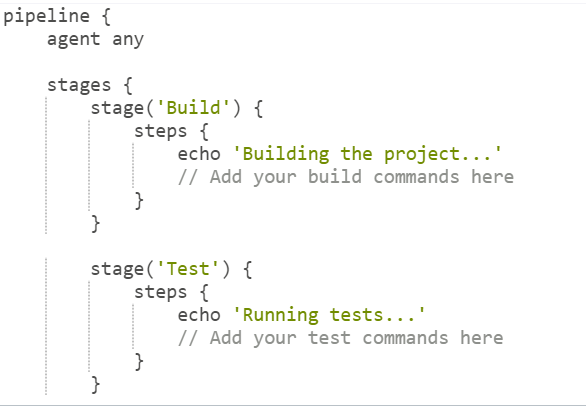 pipeline {
    agent any

    stages {
        stage('Build') {
            steps {
                echo 'Building the project...'
                // Add your build commands here
            }
        }

        stage('Test') {
            steps {
                echo 'Running tests...'
                // Add your test commands here
            }
        }